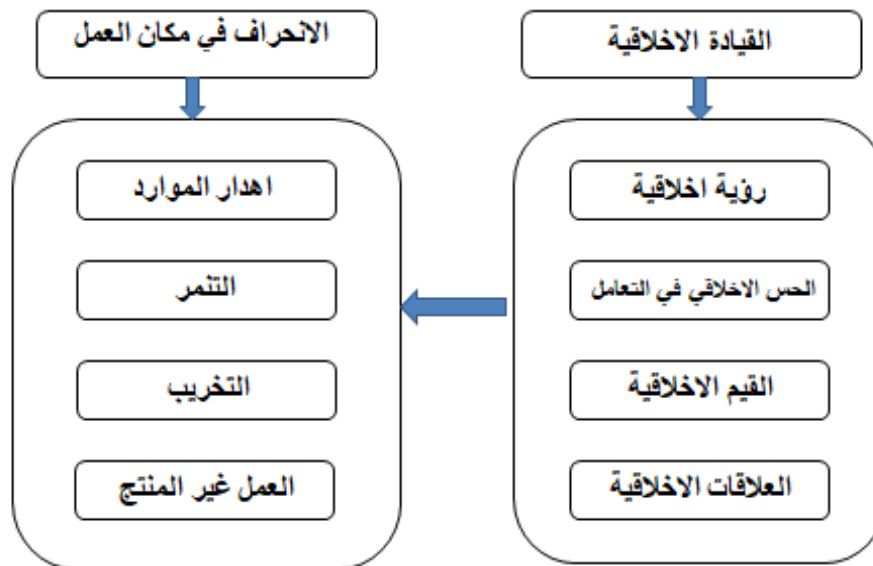 القيادة الاخلاقية
رؤية اخلاقية
الحس الاخلاقي في التعامل
القيم الاخلاقية
العلاقات الاخلاقية
الانحراف في مكان العمل
اهدار الموارد
التنمر
التخريب
العمل غير المنتج